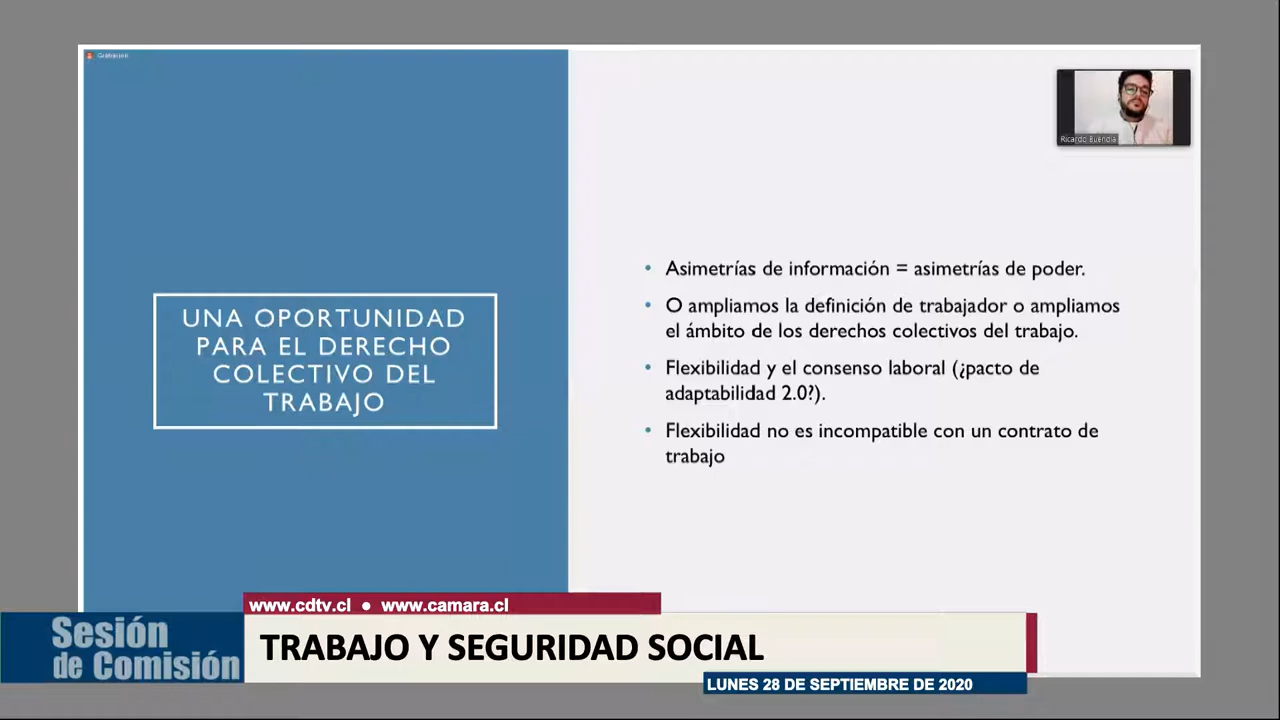 Grabación
Ricardo Buendía
UNA OPORTUNIDAD
PARA EL DERECHO
COLECTIVO DEL
TRABAJO
• Asimetrías de información = asimetrías de poder.
• O ampliamos la definición de trabajador o ampliamos
el ámbito de los derechos colectivos del trabajo.
• Flexibilidad y el consenso laboral (¿pacto de
adaptabilidad 2.0?).
• Flexibilidad no es incompatible con un contrato de
trabajo
www.cdtv.cl • www.camara.cl
Sesión
de Comisión
TRABAJO Y SEGURIDAD SOCIAL
LUNES 28 DE SEPTIEMBRE DE 2020